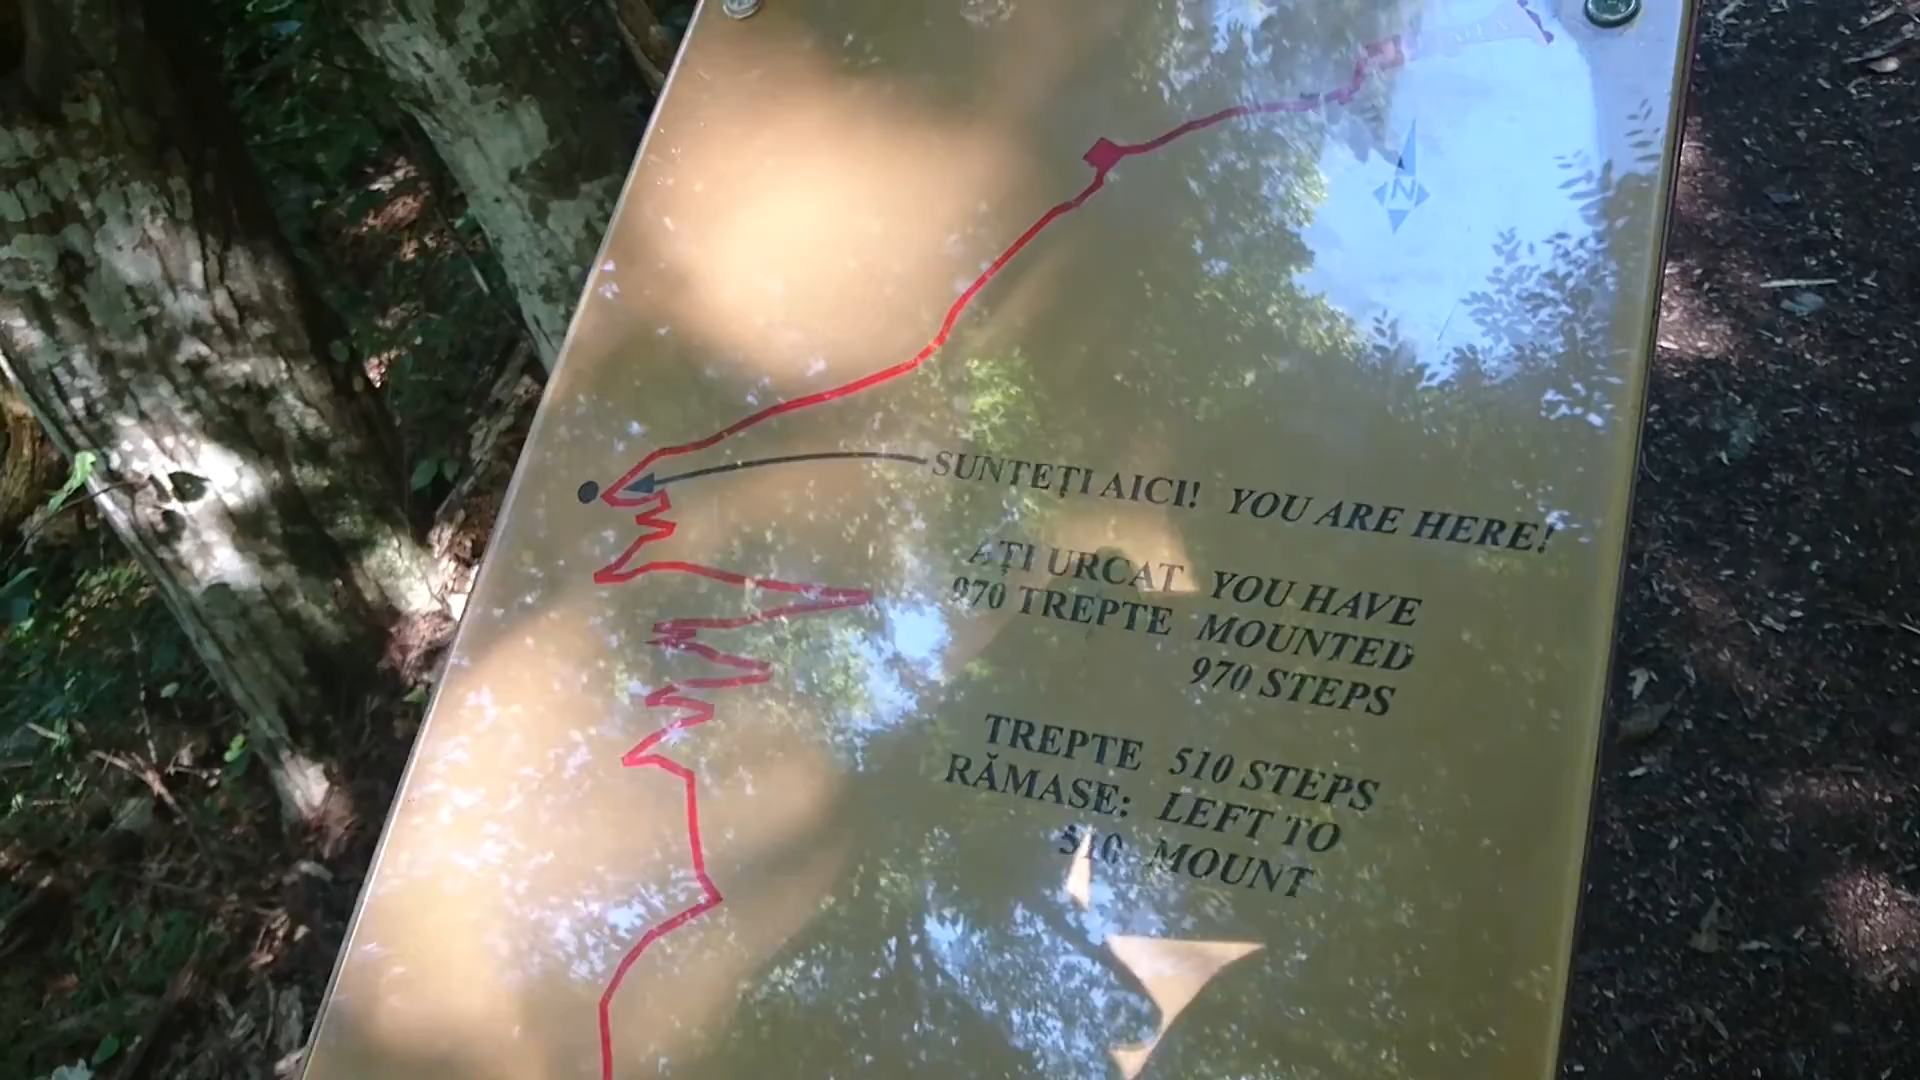 N
SUNTEȚI AICI! YOU ARE HERE!
AȚI URCAT YOU HAVE
970 TREPTE MOUNTED
970 STEPS
TREPTE 510 STEPS
RĂMASE: LEFT TO
510 MOUNT